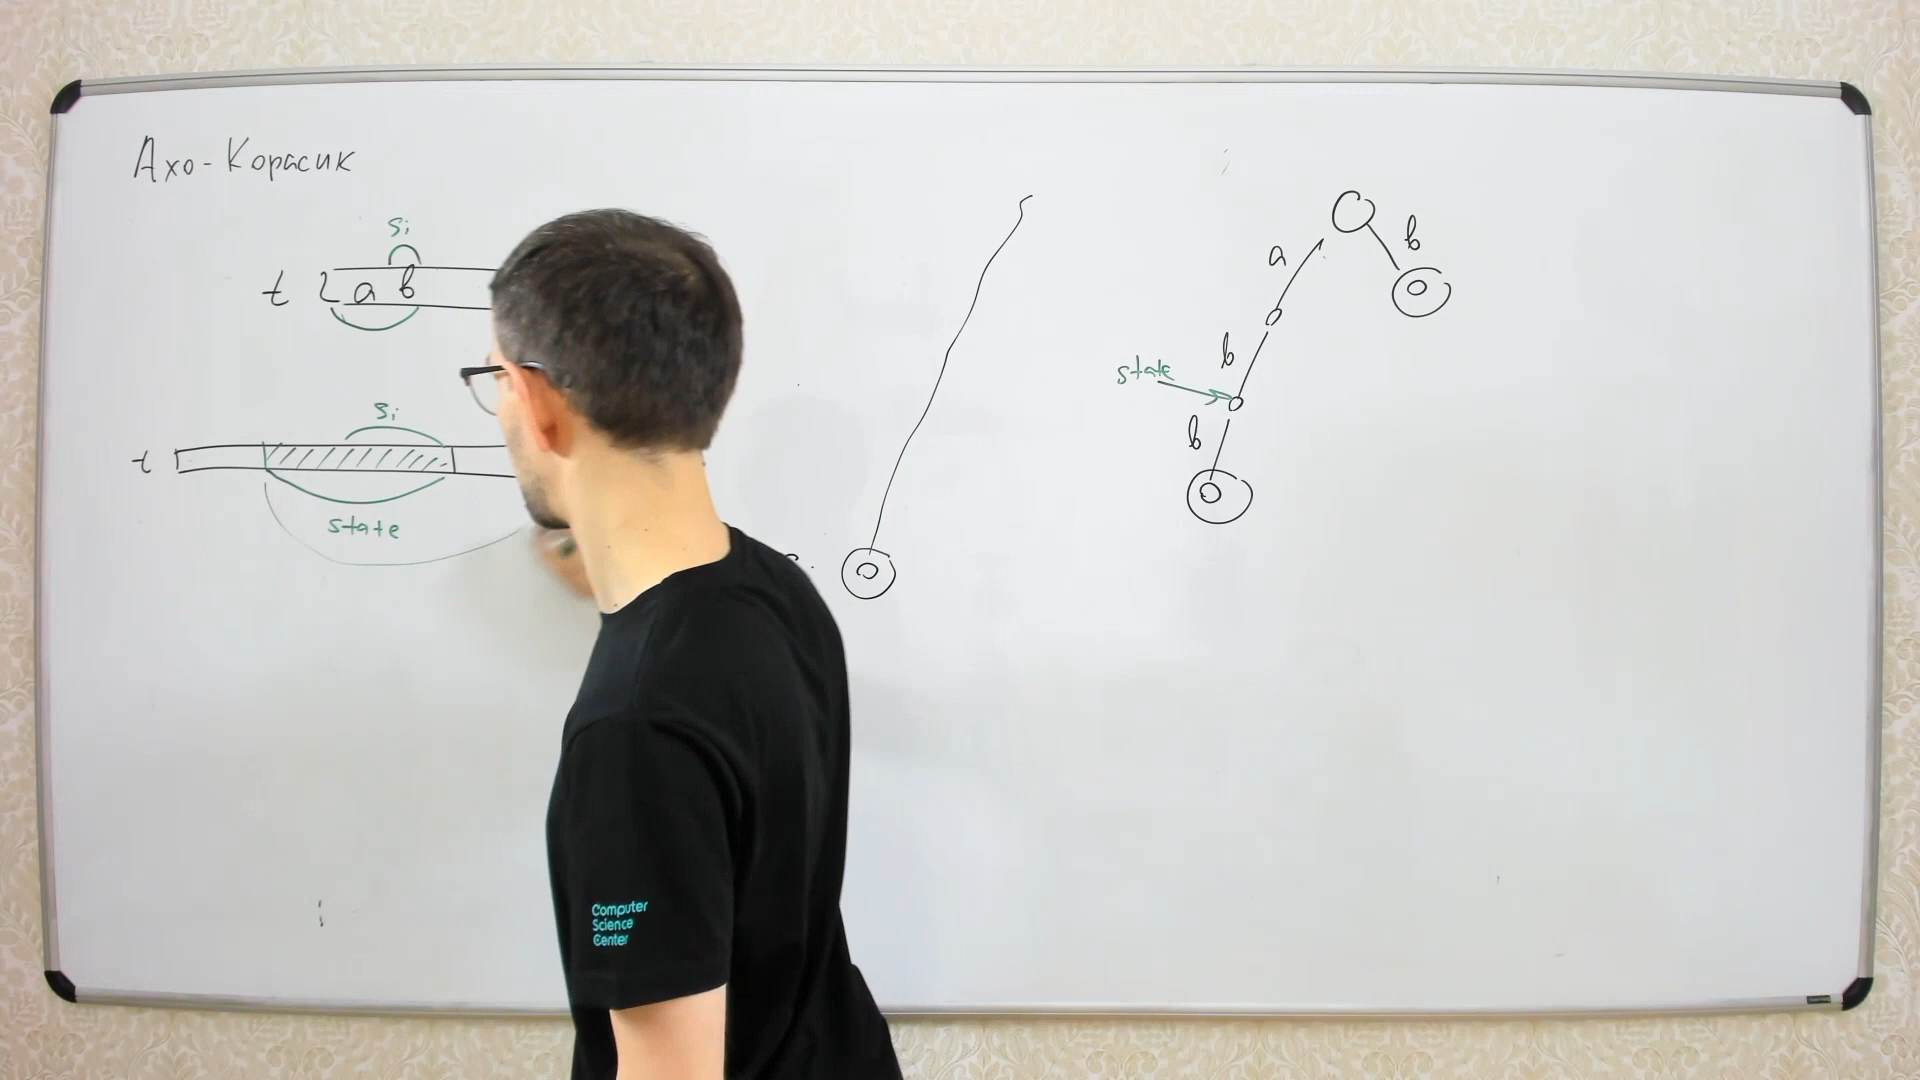 Ахо-Корасик
si
t a b
si
t
state
a
b
b
state
b
Computer
Science
Center